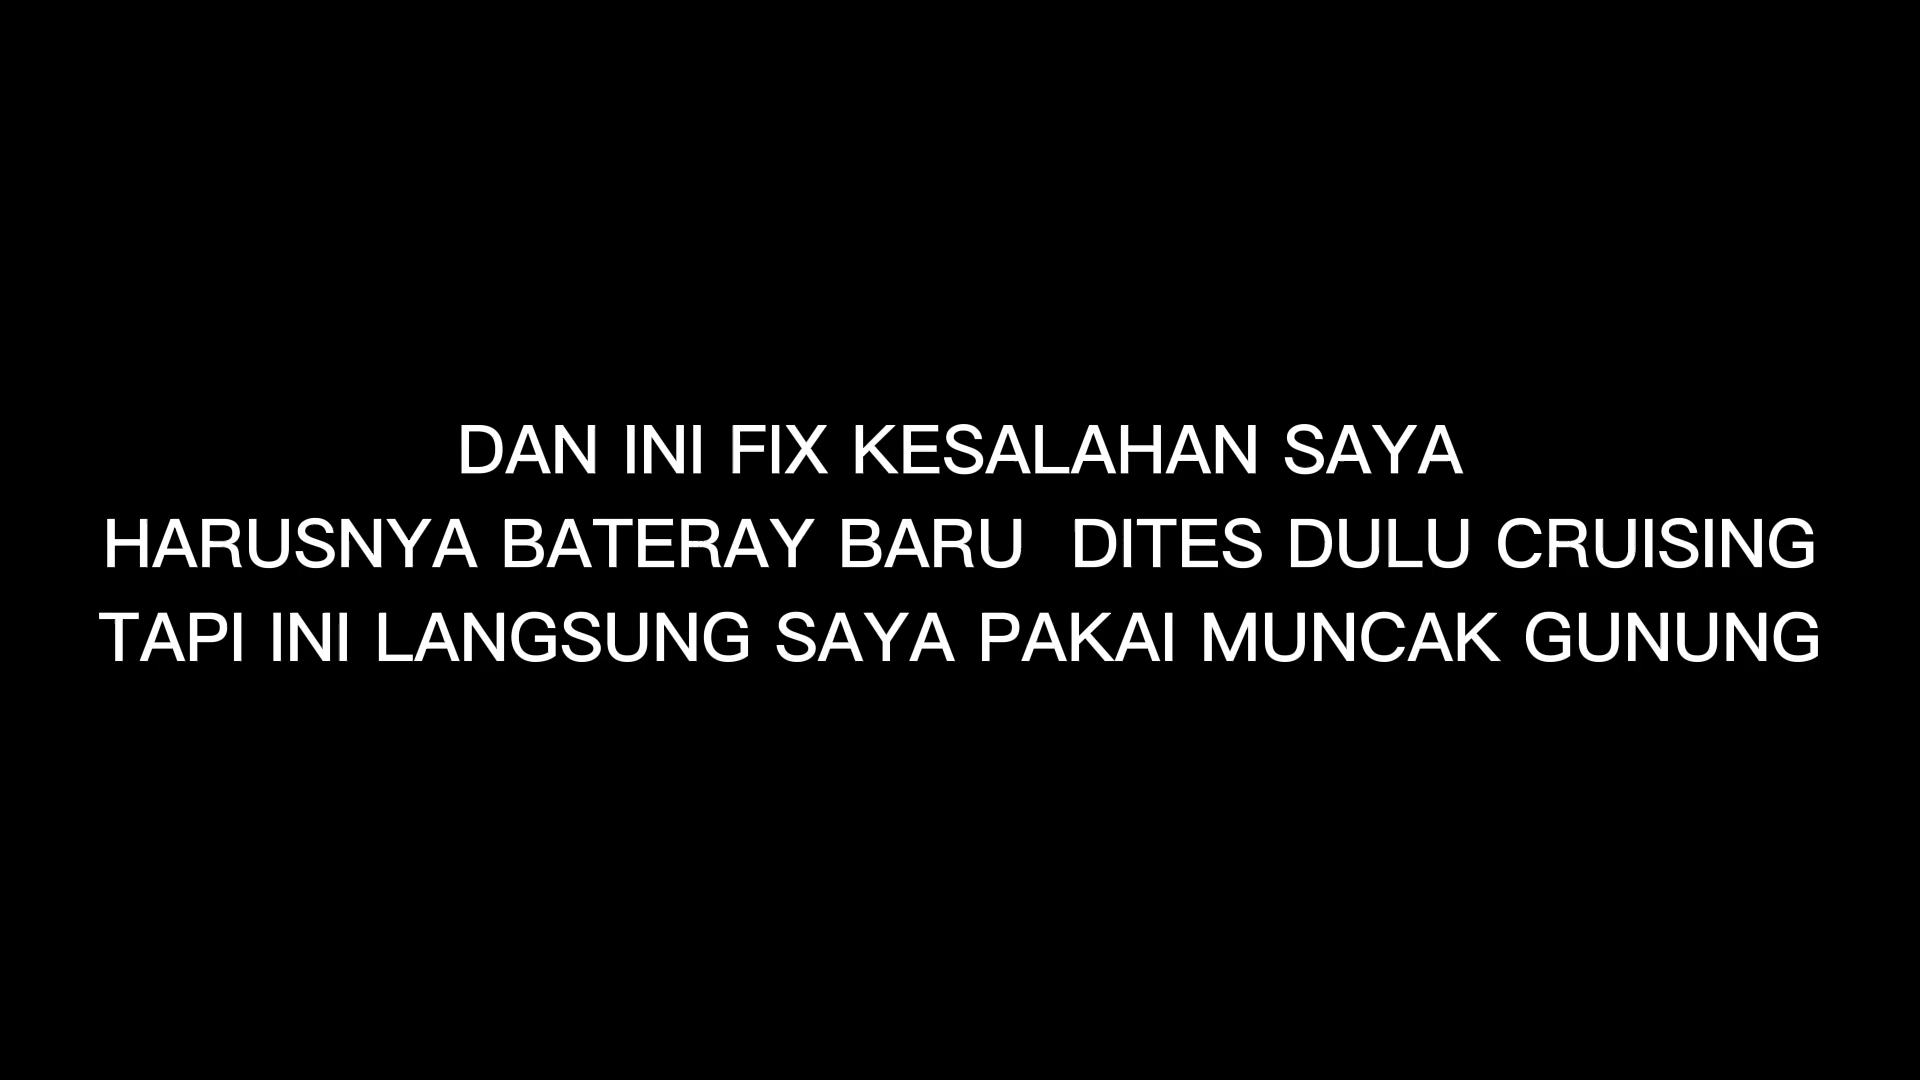 DAN INI FIX KESALAHAN SAYA
HARUSNYA BATERAY BARU  DITES DULU CRUISING
TAPI INI LANGSUNG SAYA PAKAI MUNCAK GUNUNG